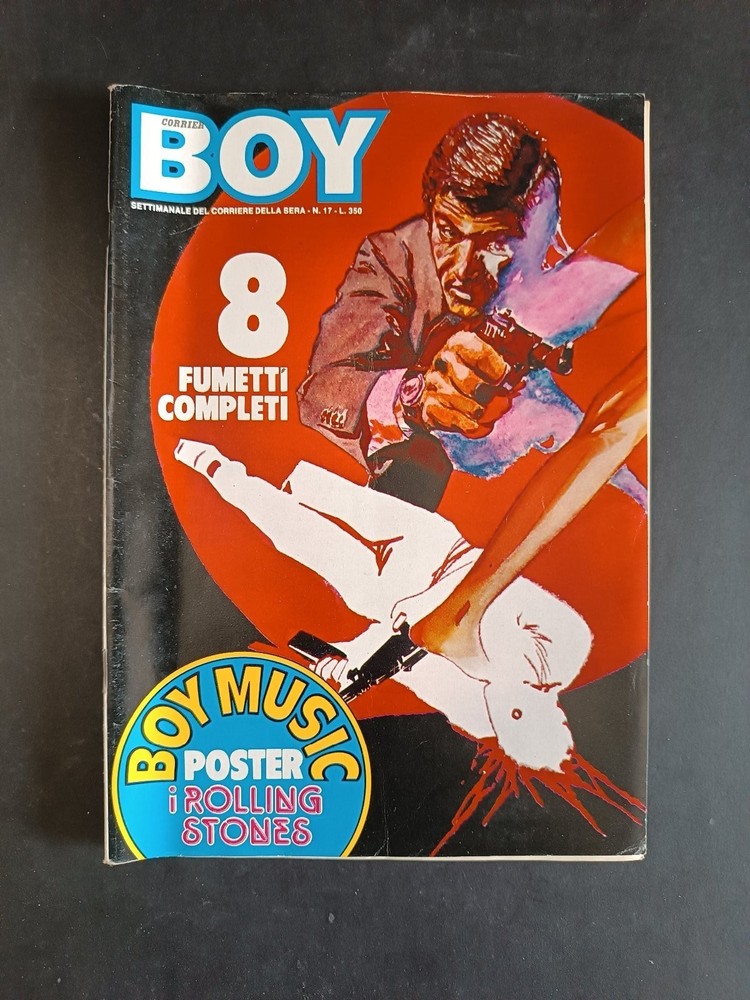 CORRIER
BOY
SETTIMANALE DEL CORRIERE DELLA SERA - N. 17 - L. 350
8
FUMETTI
COMPLETI
BOY MUSIC
POSTER
i ROLLING
STONES